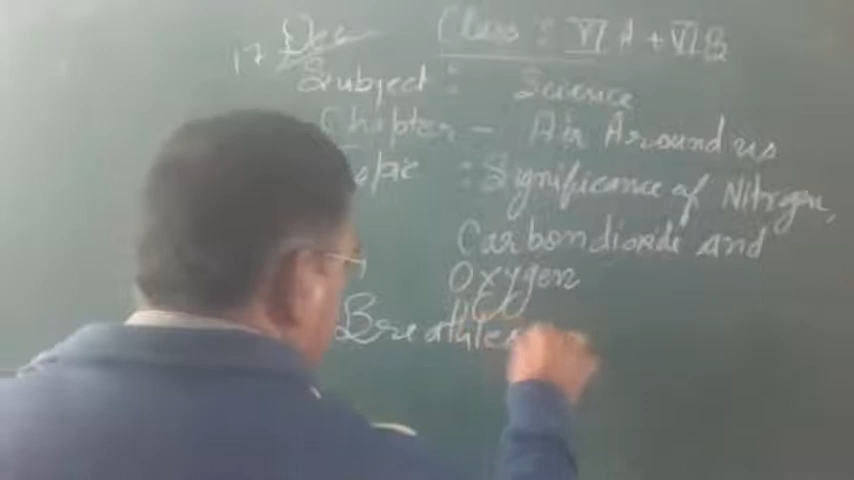 17 Dec Class : VI A + VI B
Subject : Science
Chapter - Air Around us
: Significance of Nitrogen,
Carbondioxide and
Oxygen